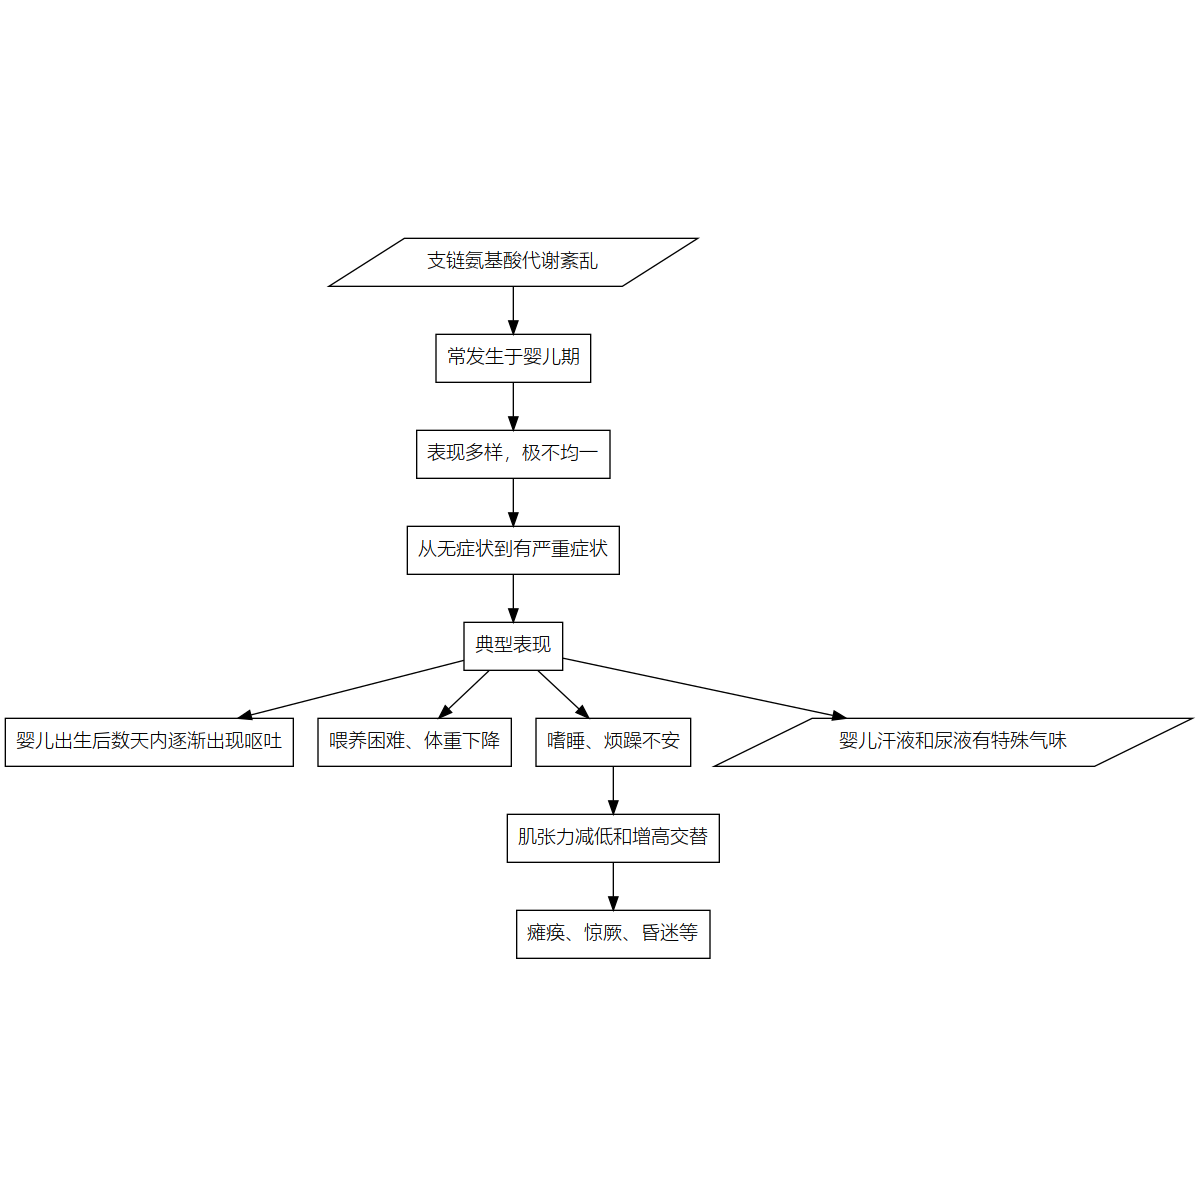 支链氨基酸代谢紊乱
常发生于婴儿期
表现多样，极不均一
从无症状到有严重症状
典型表现
婴儿出生后数天内逐渐出现呕吐
喂养困难、体重下降
嗜睡、烦躁不安
婴儿汗液和尿液有特殊气味
肌张力减低和增高交替
瘫痪、惊厥、昏迷等